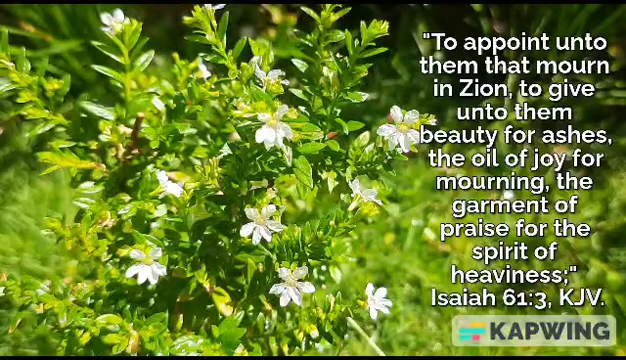 "To appoint unto
them that mourn
in Zion, to give
unto them
beauty for ashes,
the oil of joy for
mourning, the
garment of
praise for the
spirit of
heaviness;"
Isaiah 61:3, KJV.
KAPWING